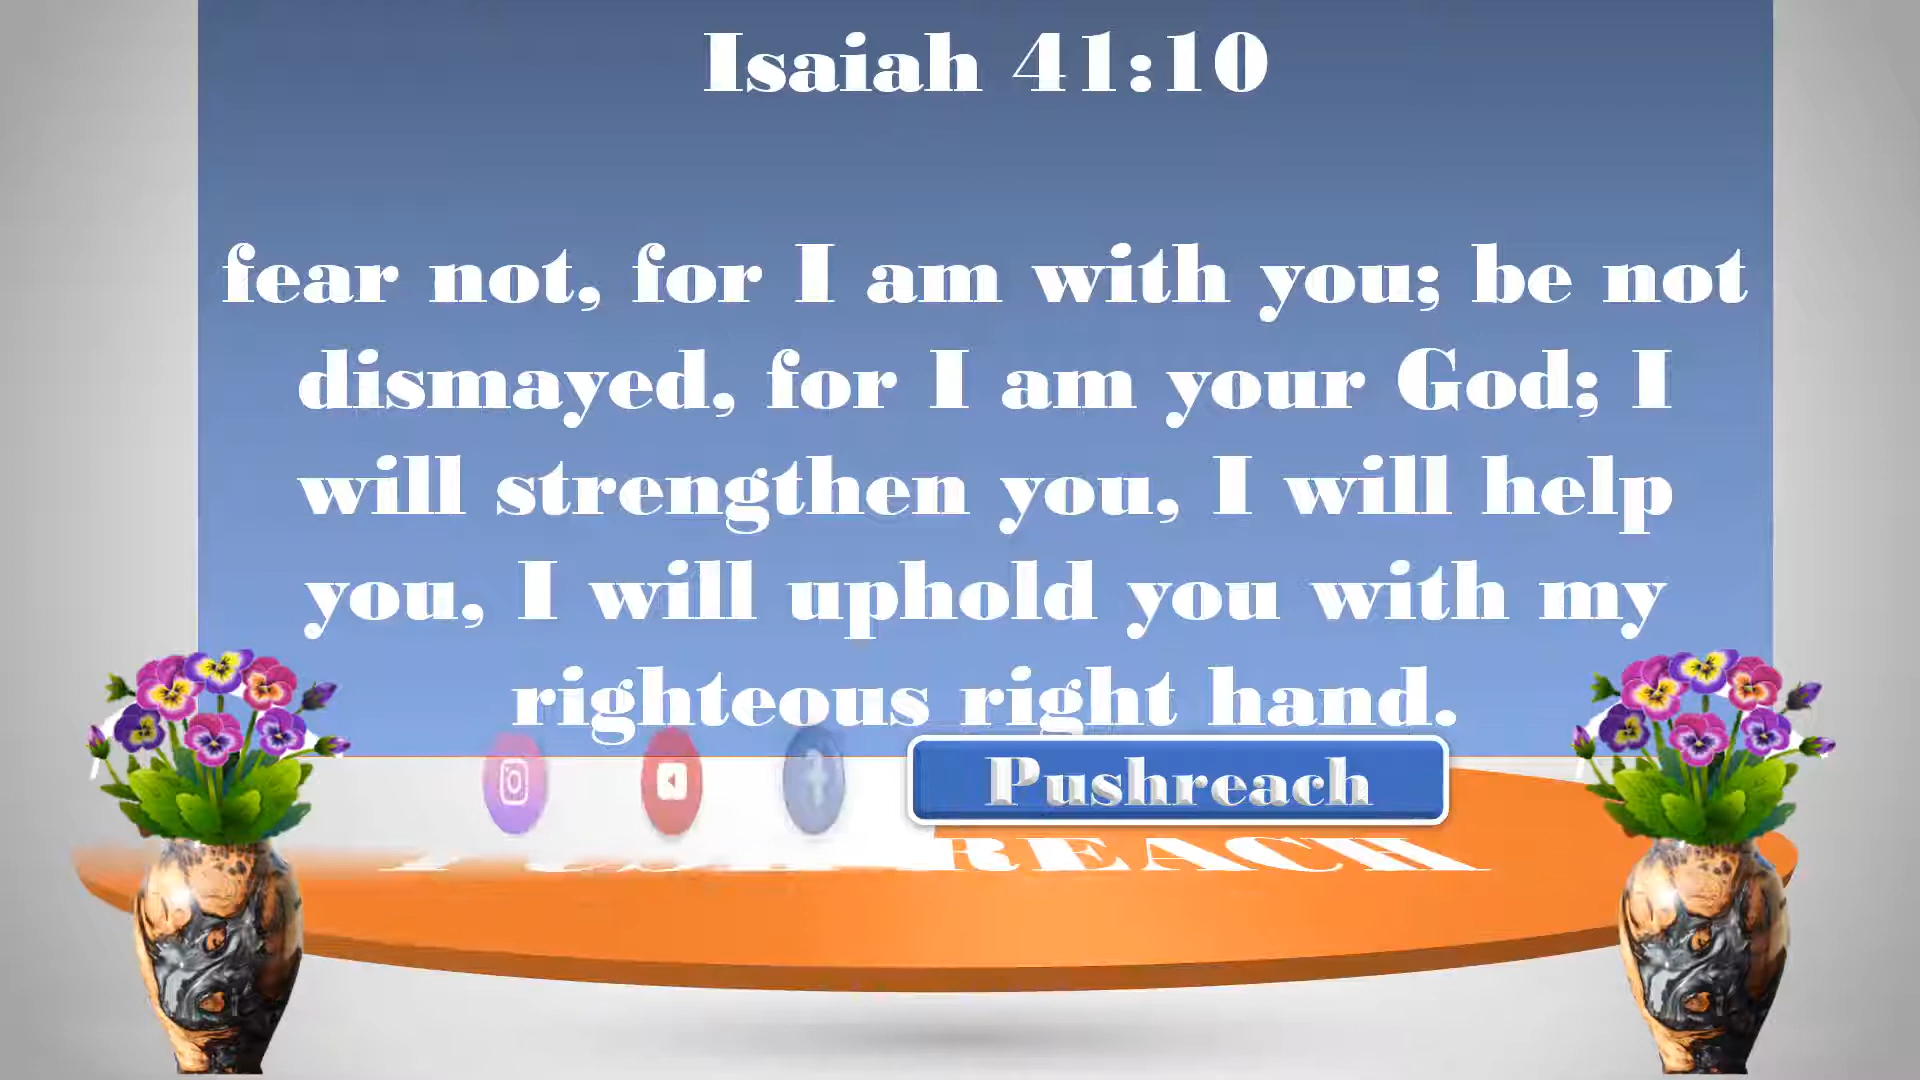 Isaiah 41:10
fear not, for I am with you; be not
dismayed, for I am your God; I
will strengthen you, I will help
you, I will uphold you with my
righteous right hand.
Pushreach
REACH